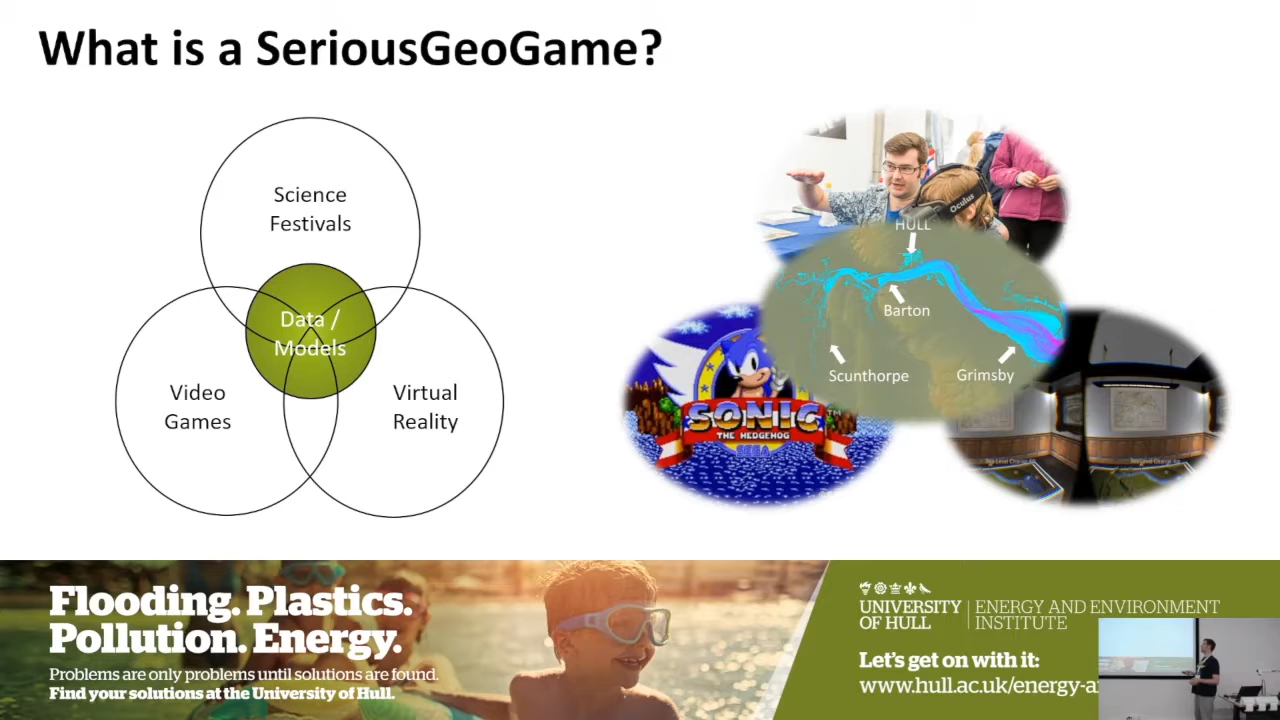 What is a SeriousGeoGame?
Science
Festivals
Data /
Models
Video
Games
Virtual
Reality
Oculus
HULL
Barton
Scunthorpe
Grimsby
SONIC
TM
THE HEDGEHOG
SEGA
Flooding. Plastics.
Pollution. Energy.
Problems are only problems until solutions are found.
Find your solutions at the University of Hull.
UNIVERSITY
OF HULL
ENERGY AND ENVIRONMENT
INSTITUTE
Let's get on with it:
www.hull.ac.uk/energy-a